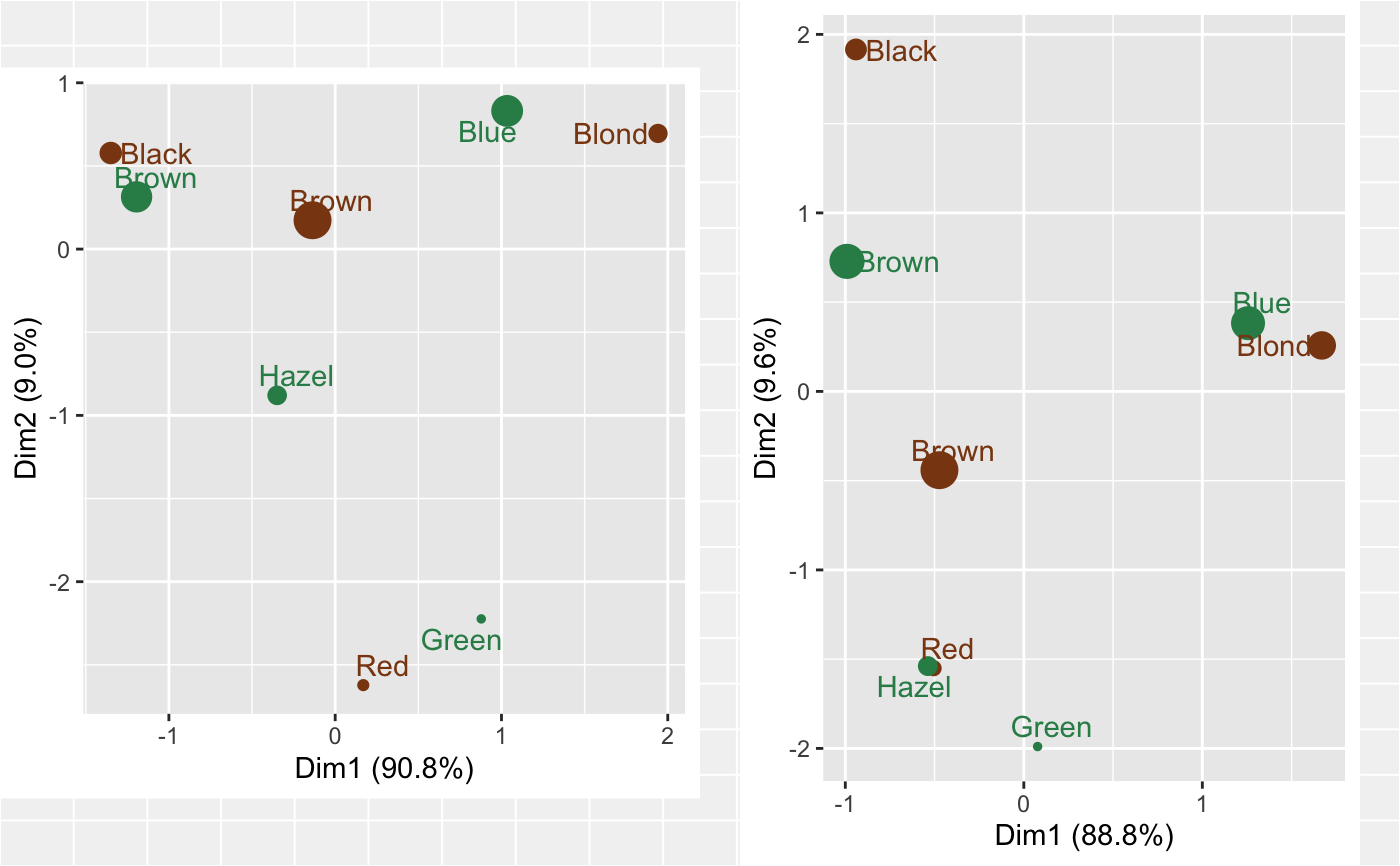 1
0
-1
-2
Dim2 (9.0%)
Blue
Blond
Black
Brown
Brown
Hazel
Green
Red
-1
0
1
2
Dim1 (90.8%)
2
1
0
-1
-2
Dim2 (9.6%)
Black
Brown
Blue
Blond
Brown
Red
Hazel
Green
-1
0
1
Dim1 (88.8%)